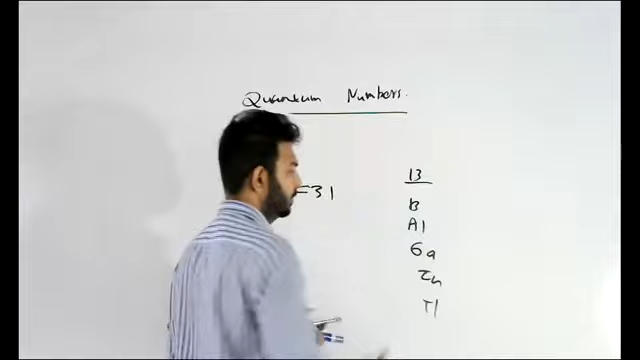 Quantum Numbers.
=31
13
B
Al
Ga
In
Tl